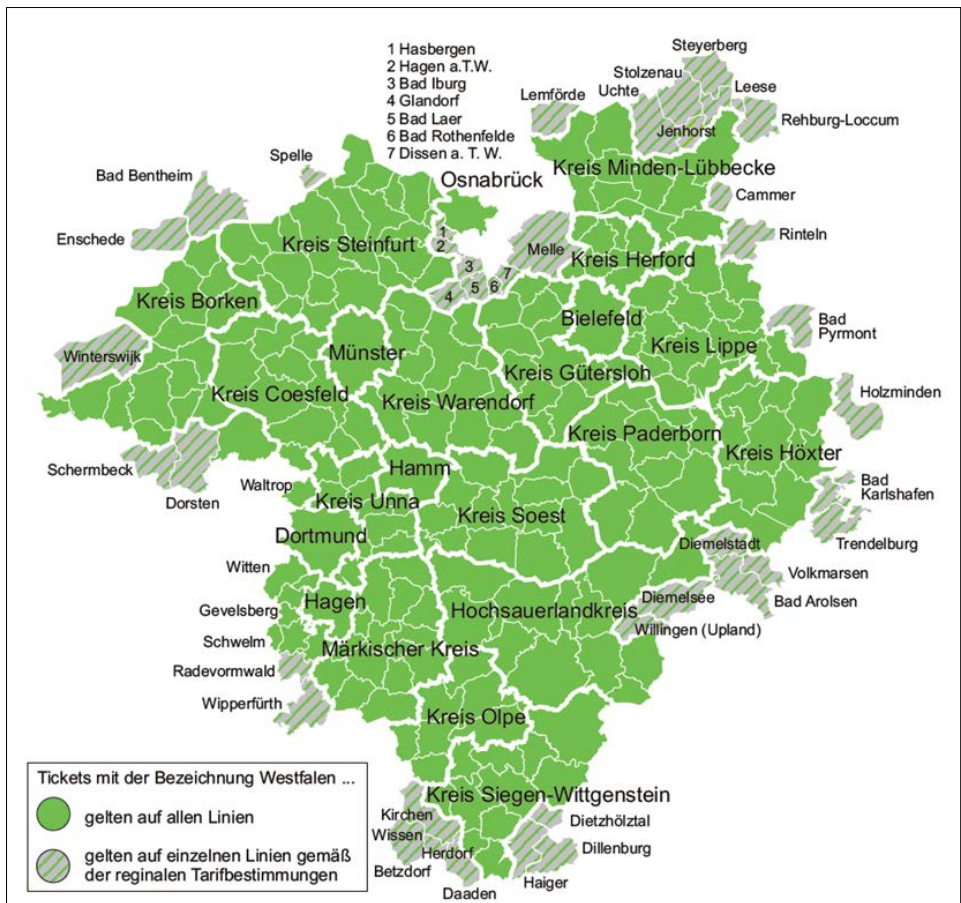 1 Hasbergen
2 Hagen a.T.W.
3 Bad Iburg
4 Glandorf
5 Bad Laer
6 Bad Rothenfelde
7 Dissen a. T. W.
Steyerberg
Stolzenau
Uchte
Leese
Lemförde
Rehburg-Loccum
Jenhorst
Spelle
Bad Bentheim
Kreis Minden-Lübbecke
Osnabrück
Cammer
Enschede
Kreis Steinfurt
1
2
Melle
Rinteln
Kreis Herford
3
7
4
5
6
Kreis Borken
Bielefeld
Bad
Pyrmont
Winterswijk
Münster
Kreis Lippe
Kreis Gütersloh
Kreis Coesfeld
Kreis Warendorf
Holzminden
Kreis Paderborn
Kreis Höxter
Schermbeck
Dorsten
Waltrop
Hamm
Kreis Unna
Bad
Karlshafen
Kreis Soest
Trendelburg
Dortmund
Diemelstadt
Witten
Volkmarsen
Hagen
Diemelsee
Bad Arolsen
Gevelsberg
Hochsauerlandkreis
Willingen (Upland)
Schwelm
Märkischer Kreis
Radevormwald
Wipperfürth
Kreis Olpe
Kreis Siegen-Wittgenstein
Kirchen
Dietzhölztal
Wissen
Herdorf
Dillenburg
Betzdorf
Haiger
Daaden
Tickets mit der Bezeichnung Westfalen ...
gelten auf allen Linien
gelten auf einzelnen Linien gemäß
der reginalen Tarifbestimmungen